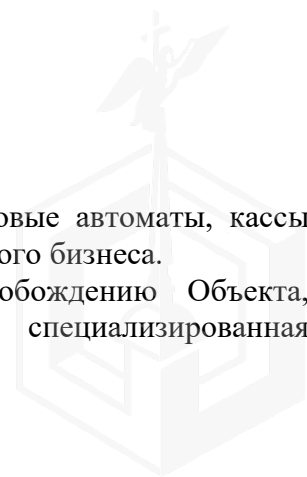 овые автоматы, кассы
ого бизнеса.
обождению Объекта,
специализированная